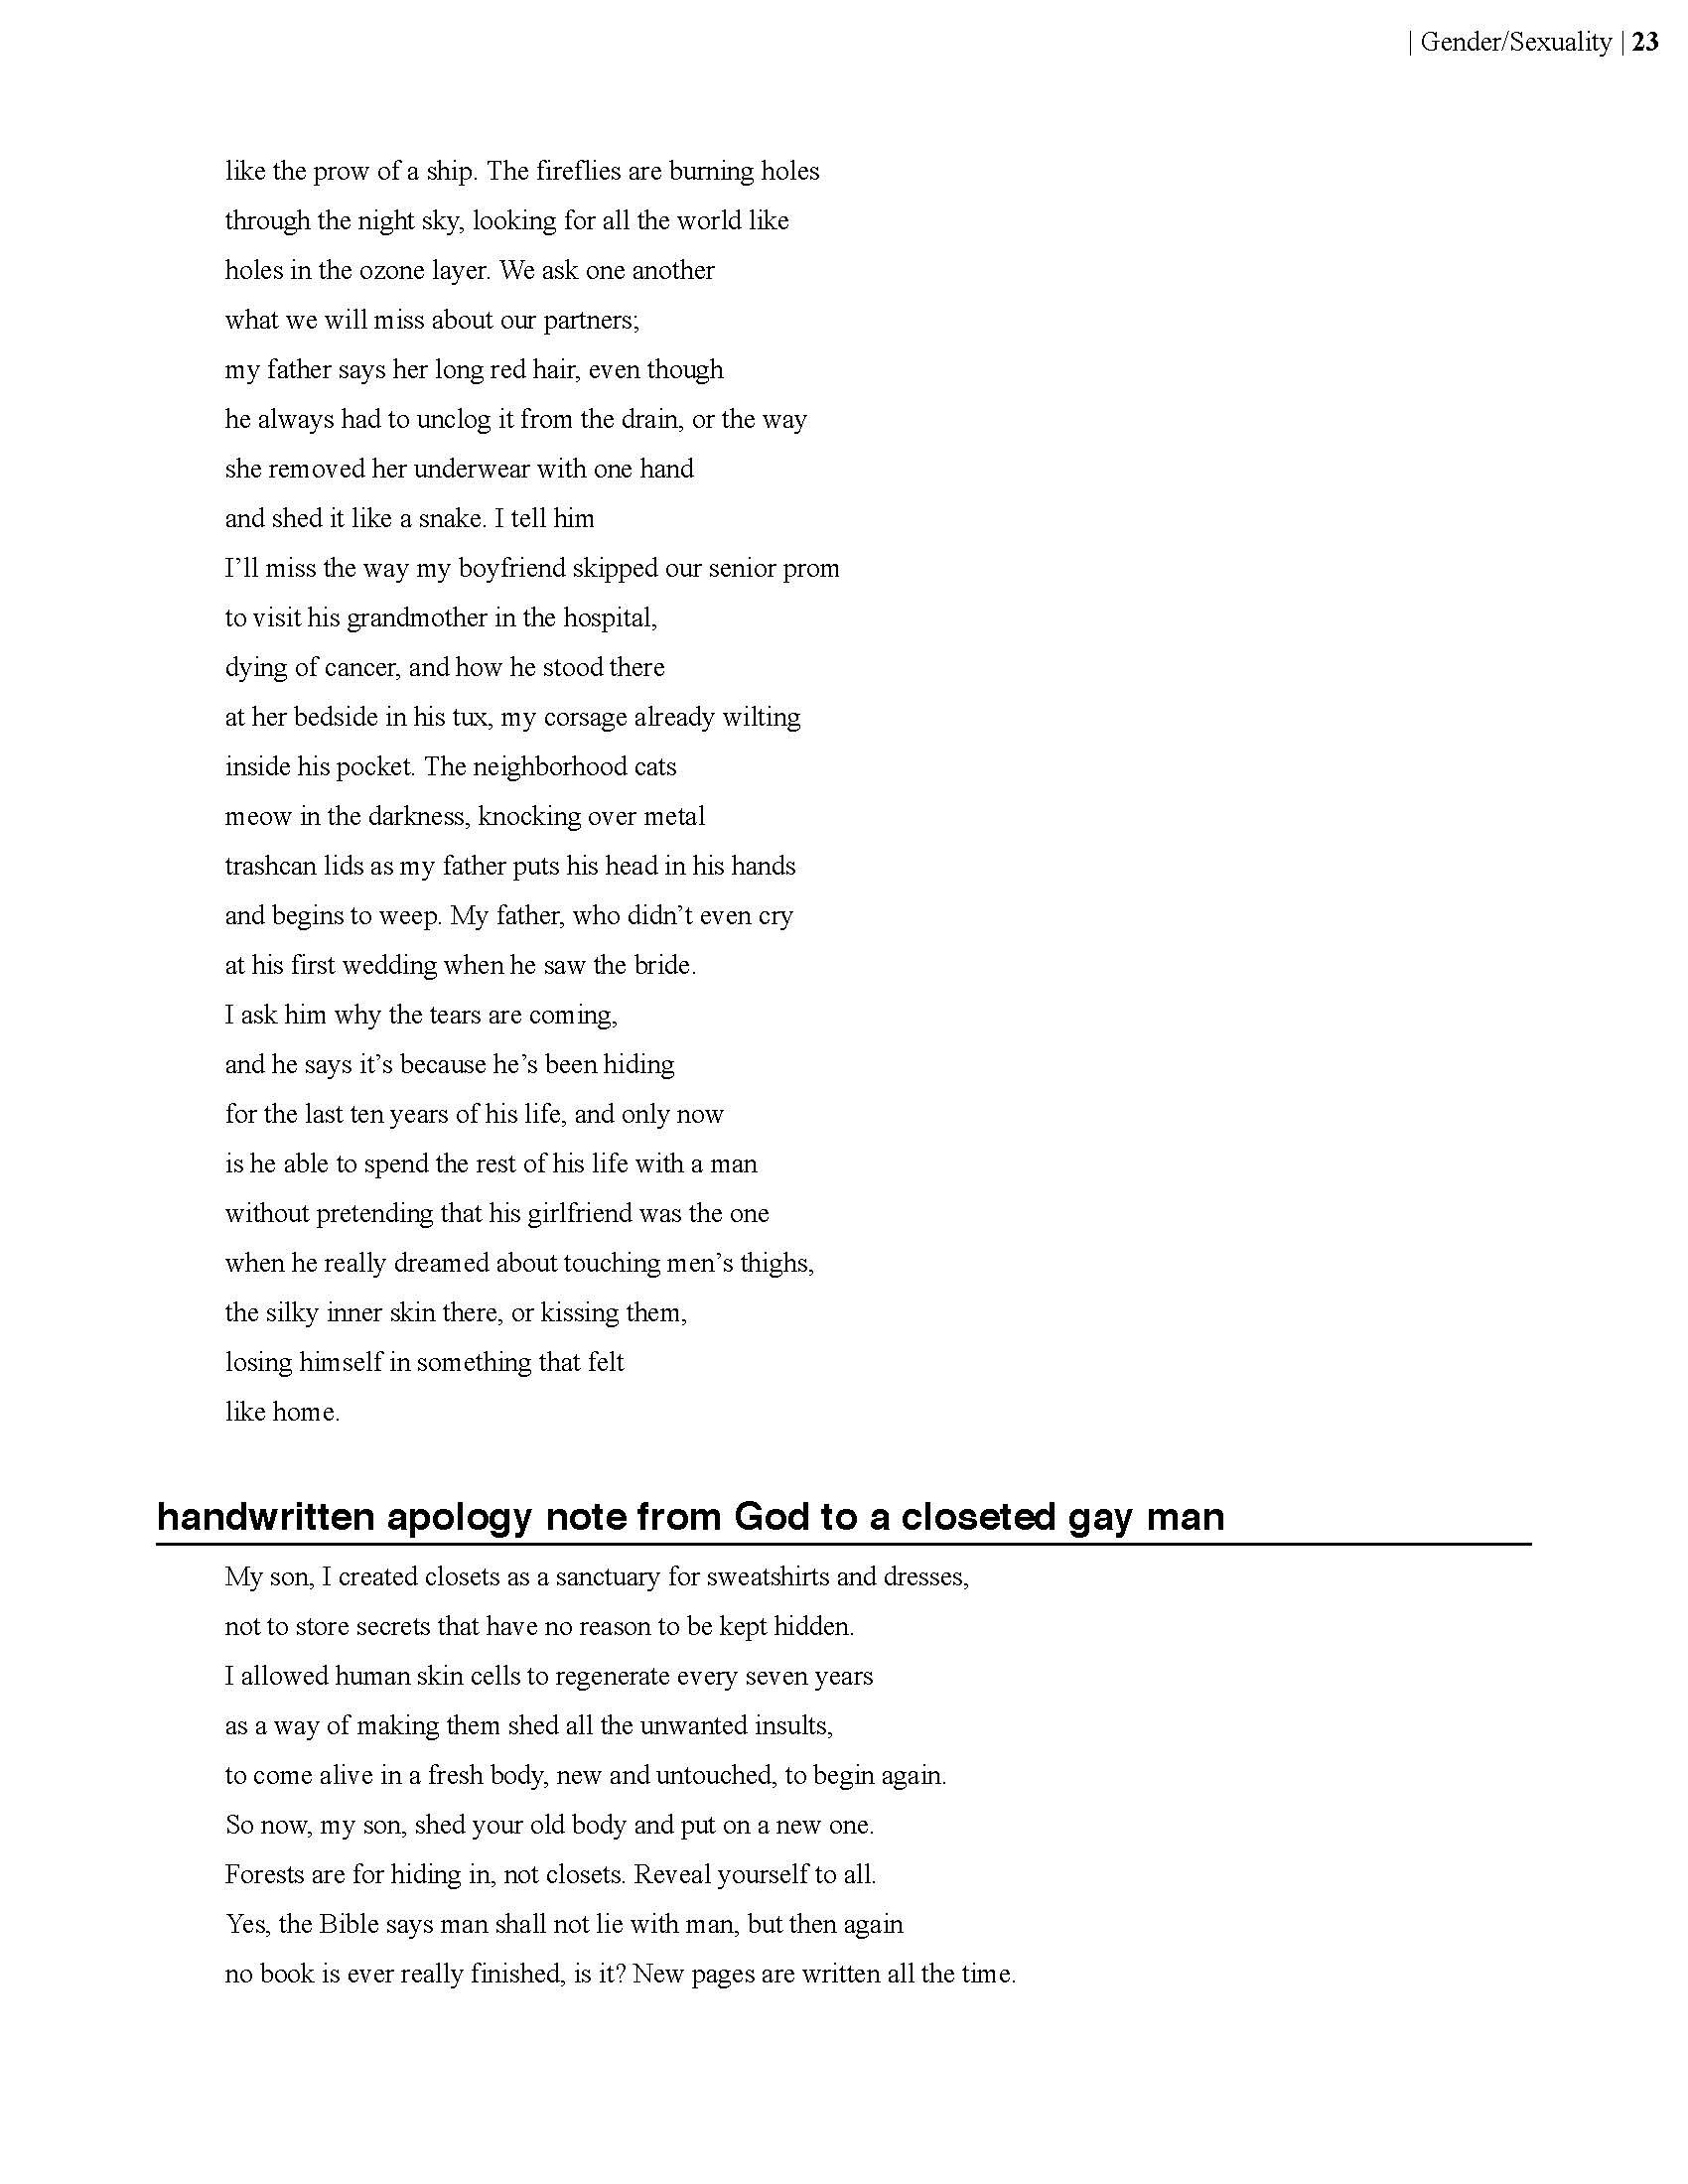 | Gender/Sexuality | 23
like the prow of a ship. The fireflies are burning holes
through the night sky, looking for all the world like
holes in the ozone layer. We ask one another
what we will miss about our partners;
my father says her long red hair, even though
he always had to unclog it from the drain, or the way
she removed her underwear with one hand
and shed it like a snake. I tell him
I’ll miss the way my boyfriend skipped our senior prom
to visit his grandmother in the hospital,
dying of cancer, and how he stood there
at her bedside in his tux, my corsage already wilting
inside his pocket. The neighborhood cats
meow in the darkness, knocking over metal
trashcan lids as my father puts his head in his hands
and begins to weep. My father, who didn’t even cry
at his first wedding when he saw the bride.
I ask him why the tears are coming,
and he says it’s because he’s been hiding
for the last ten years of his life, and only now
is he able to spend the rest of his life with a man
without pretending that his girlfriend was the one
when he really dreamed about touching men’s thighs,
the silky inner skin there, or kissing them,
losing himself in something that felt
like home.
handwritten apology note from God to a closeted gay man
My son, I created closets as a sanctuary for sweatshirts and dresses,
not to store secrets that have no reason to be kept hidden.
I allowed human skin cells to regenerate every seven years
as a way of making them shed all the unwanted insults,
to come alive in a fresh body, new and untouched, to begin again.
So now, my son, shed your old body and put on a new one.
Forests are for hiding in, not closets. Reveal yourself to all.
Yes, the Bible says man shall not lie with man, but then again
no book is ever really finished, is it? New pages are written all the time.